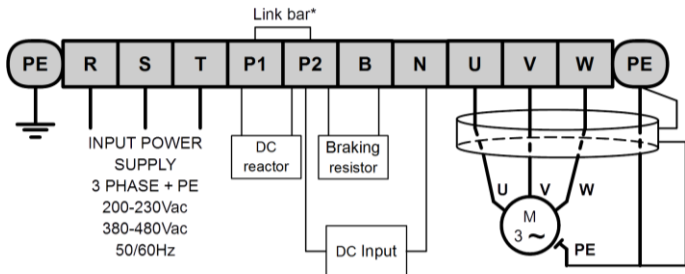 Link bar*
PE R S T P1 P2 B N U V W PE
INPUT POWER
SUPPLY
3 PHASE + PE
200-230Vac
380-480Vac
50/60Hz
DC
reactor
Braking
resistor
DC Input
U V W
M
3 ~
PE